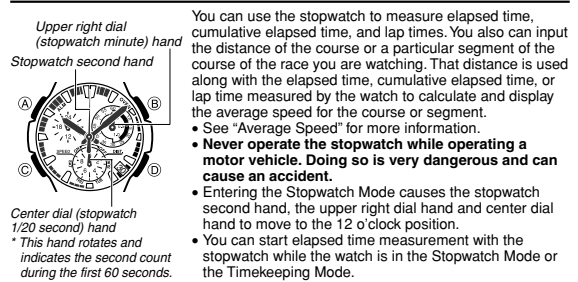 Upper right dial
(stopwatch minute) hand
Stopwatch second hand
A
B
C
D
SPEED
DIST.
Center dial (stopwatch
1/20 second) hand
* This hand rotates and
indicates the second count
during the first 60 seconds.
You can use the stopwatch to measure elapsed time,
cumulative elapsed time, and lap times. You also can input
the distance of the course or a particular segment of the
course of the race you are watching. That distance is used
along with the elapsed time, cumulative elapsed time, or
lap time measured by the watch to calculate and display
the average speed for the course or segment.
• See “Average Speed” for more information.
• Never operate the stopwatch while operating a
motor vehicle. Doing so is very dangerous and can
cause an accident.
• Entering the Stopwatch Mode causes the stopwatch
second hand, the upper right dial hand and center dial
hand to move to the 12 o’clock position.
• You can start elapsed time measurement with the
stopwatch while the watch is in the Stopwatch Mode or
the Timekeeping Mode.